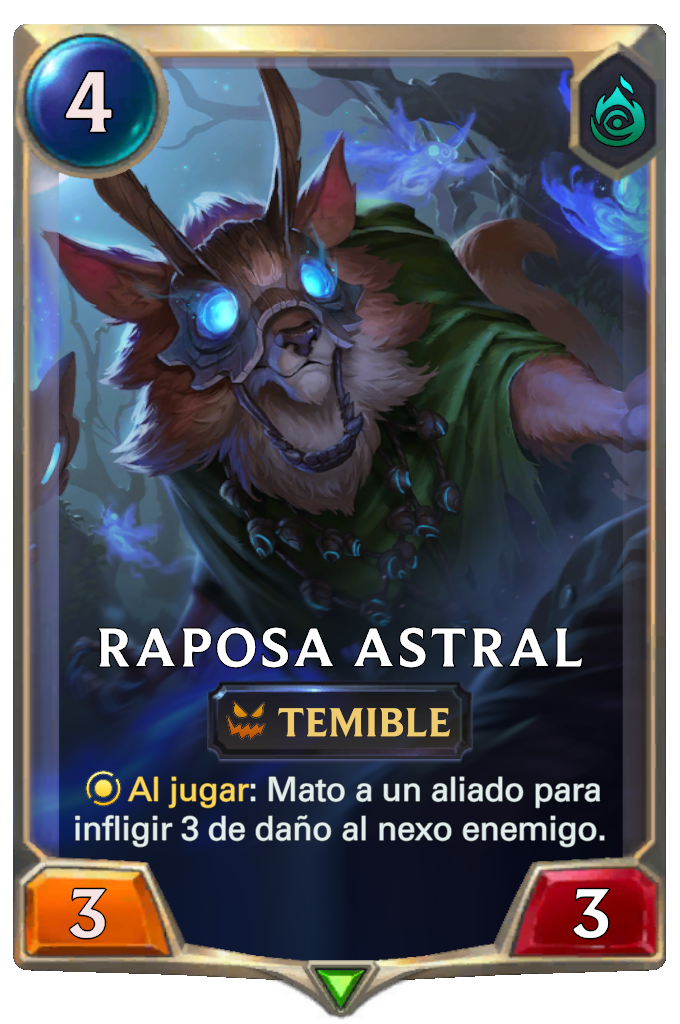 4
RAPOSA ASTRAL
TEMIBLE
Al jugar: Mato a un aliado para
infligir 3 de daño al nexo enemigo.
3
3